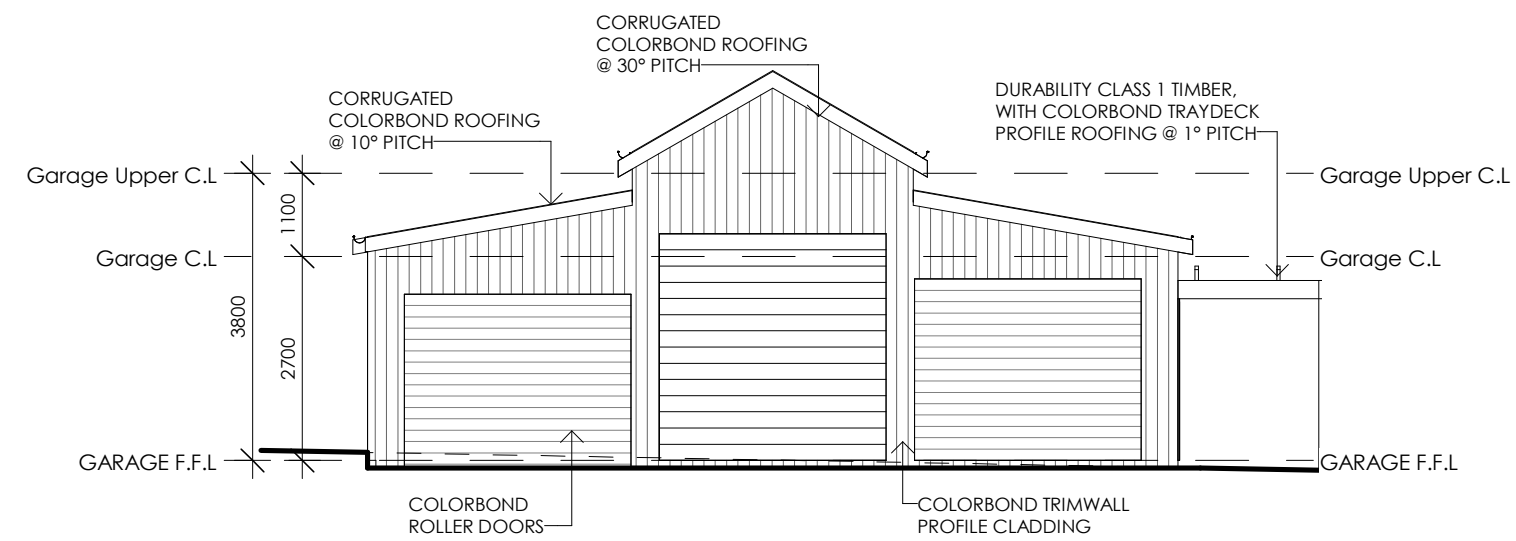 CORRUGATED
COLORBOND ROOFING
@ 30° PITCH
CORRUGATED
COLORBOND ROOFING
@ 10° PITCH
DURABILITY CLASS 1 TIMBER,
WITH COLORBOND TRAYDECK
PROFILE ROOFING @ 1° PITCH
Garage Upper C.L
Garage Upper C.L
1100
Garage C.L
Garage C.L
3800
2700
GARAGE F.F.L
GARAGE F.F.L
COLORBOND
ROLLER DOORS
COLORBOND TRIMWALL
PROFILE CLADDING